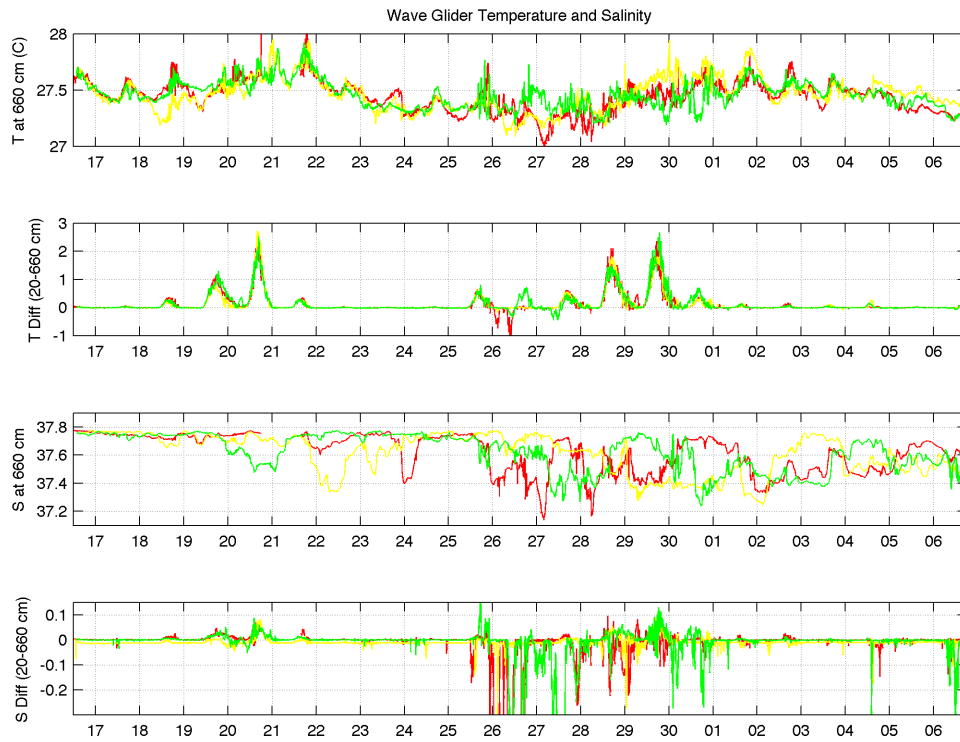 Wave Glider Temperature and Salinity
T at 660 cm (C)
28
27.5
27
17 18 19 20 21 22 23 24 25 26 27 28 29 30 01 02 03 04 05 06
T Diff (20-660 cm)
3
2
1
0
-1
17 18 19 20 21 22 23 24 25 26 27 28 29 30 01 02 03 04 05 06
S at 660 cm
37.8
37.6
37.4
37.2
17 18 19 20 21 22 23 24 25 26 27 28 29 30 01 02 03 04 05 06
S Diff (20-660 cm)
0.1
0
-0.1
-0.2
17 18 19 20 21 22 23 24 25 26 27 28 29 30 01 02 03 04 05 06